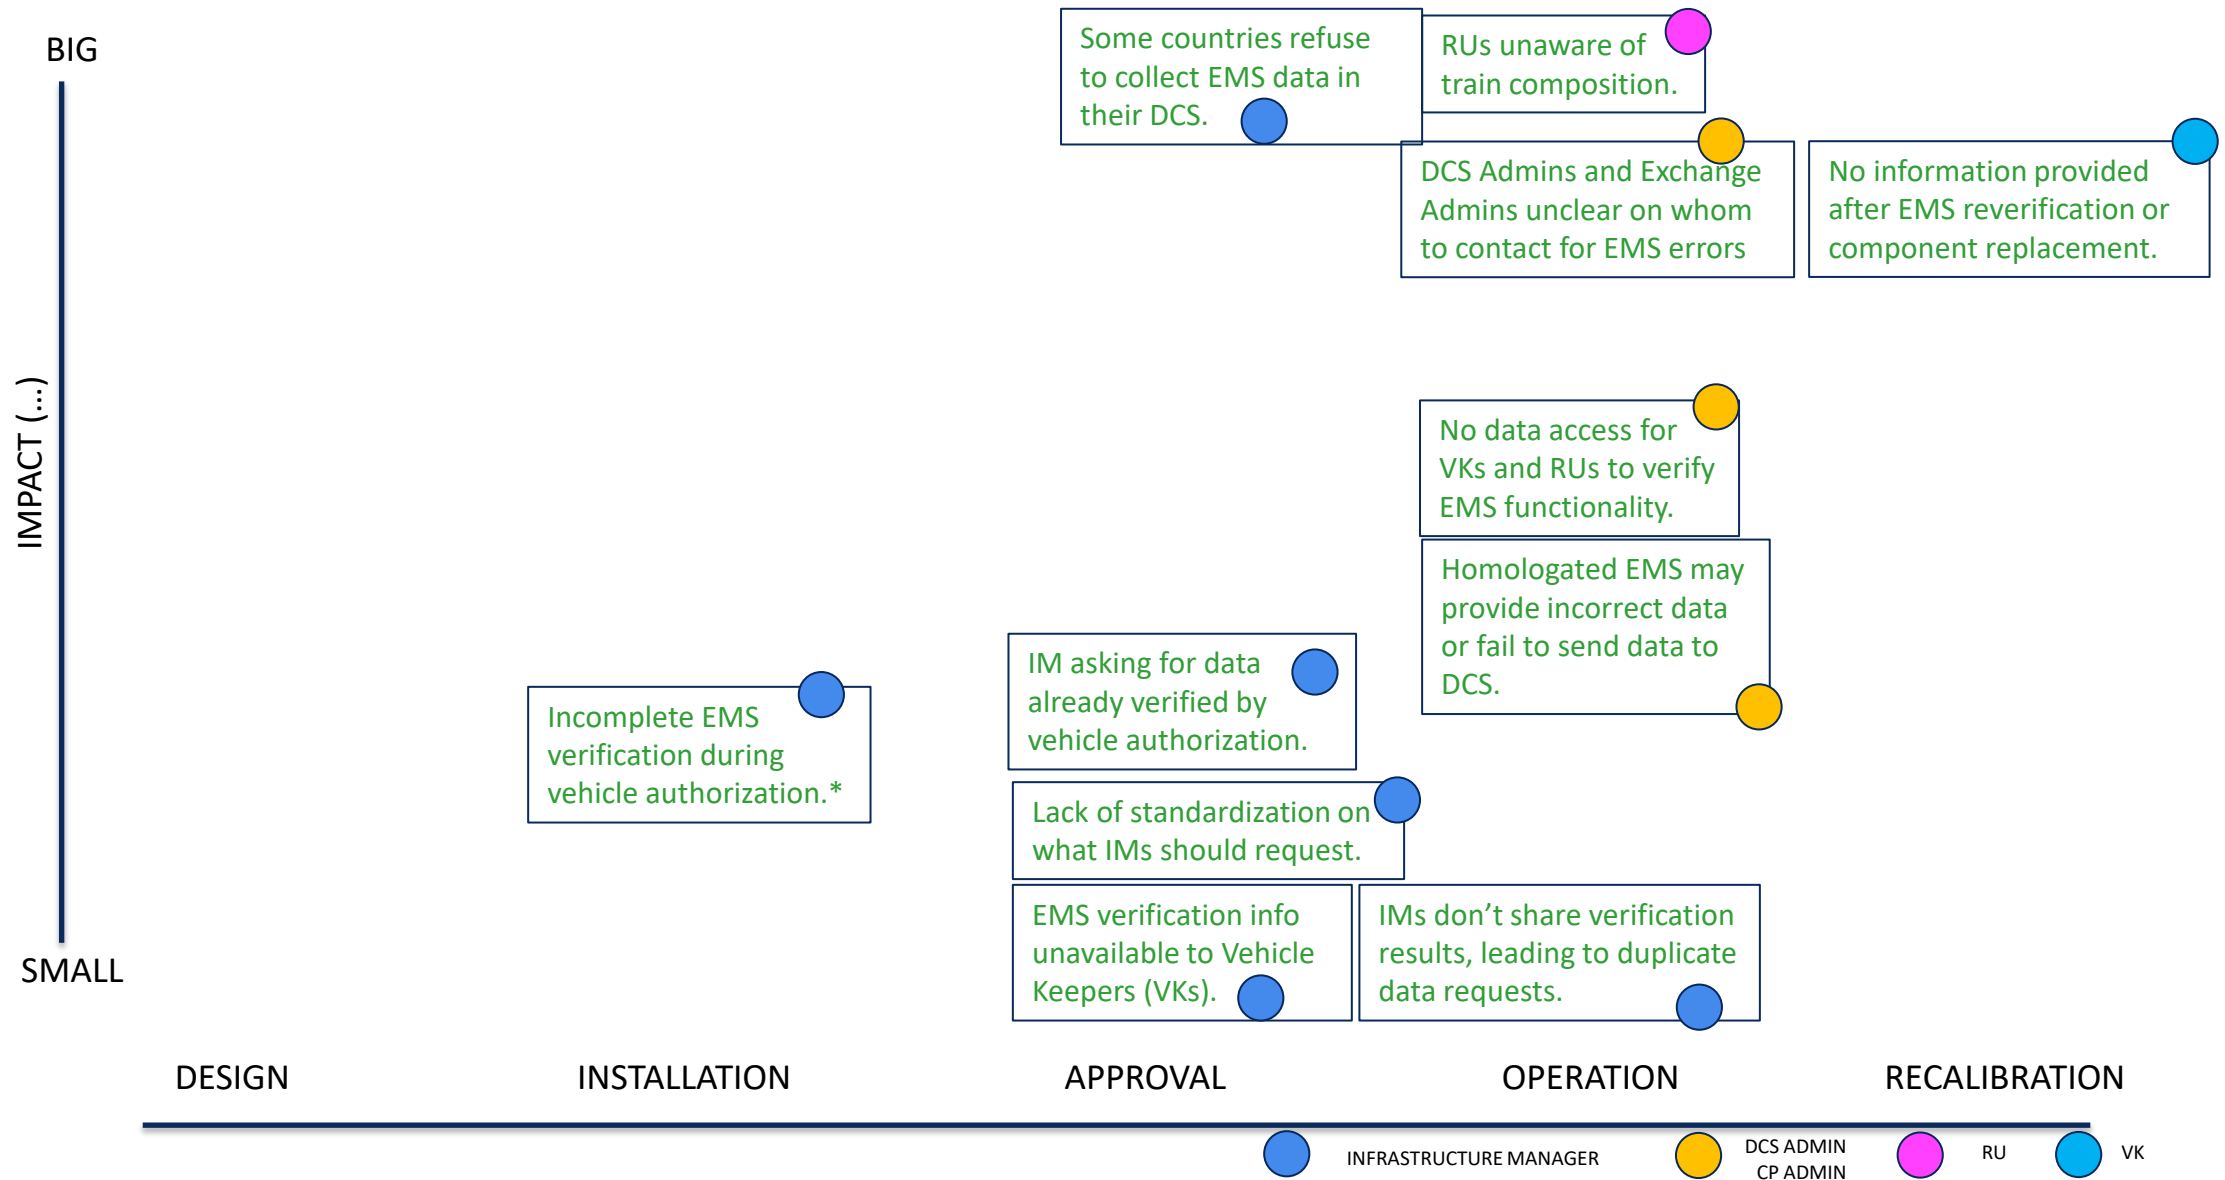 BIG
Some countries refuse
to collect EMS data in
their DCS.
RUs unaware of
train composition.
DCS Admins and Exchange
Admins unclear on whom
to contact for EMS errors
No information provided
after EMS reverification or
component replacement.
IMPACT (...)
No data access for
VKs and RUs to verify
EMS functionality.
Homologated EMS may
provide incorrect data
or fail to send data to
DCS.
IM asking for data
already verified by
vehicle authorization.
Incomplete EMS
verification during
vehicle authorization.*
Lack of standardization on
what IMs should request.
EMS verification info
unavailable to Vehicle
Keepers (VKs).
IMs don’t share verification
results, leading to duplicate
data requests.
SMALL
DESIGN
INSTALLATION
APPROVAL
OPERATION
RECALIBRATION
INFRASTRUCTURE MANAGER
DCS ADMIN
CP ADMIN
RU
VK